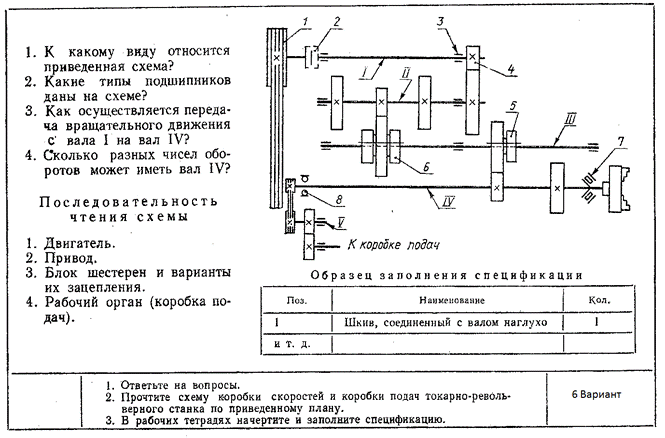 1. К какому виду относится
приведенная схема?
2. Какие типы подшипников
даны на схеме?
3. Как осуществляется переда-
ча вращательного движения
с вала I на вал IV?
4. Сколько разных чисел обо-
ротов может иметь вал IV?
Последовательность
чтения схемы
1. Двигатель.
2. Привод.
3. Блок шестерен и варианты
их зацепления.
4. Рабочий орган (коробка по-
дач).
1
2
3
I
4
II
5
III
7
6
8
IV
V
К коробке подач
Образец заполнения спецификации
Поз. Наименование Кол.
1 Шкив, соединенный с валом наглухо 1
и т. д.
1. Ответьте на вопросы.
2. Прочтите схему коробки скоростей и коробки подач токарно-револь-
верного станка по приведенному плану.
3. В рабочих тетрадях начертите и заполните спецификацию.
6 Вариант